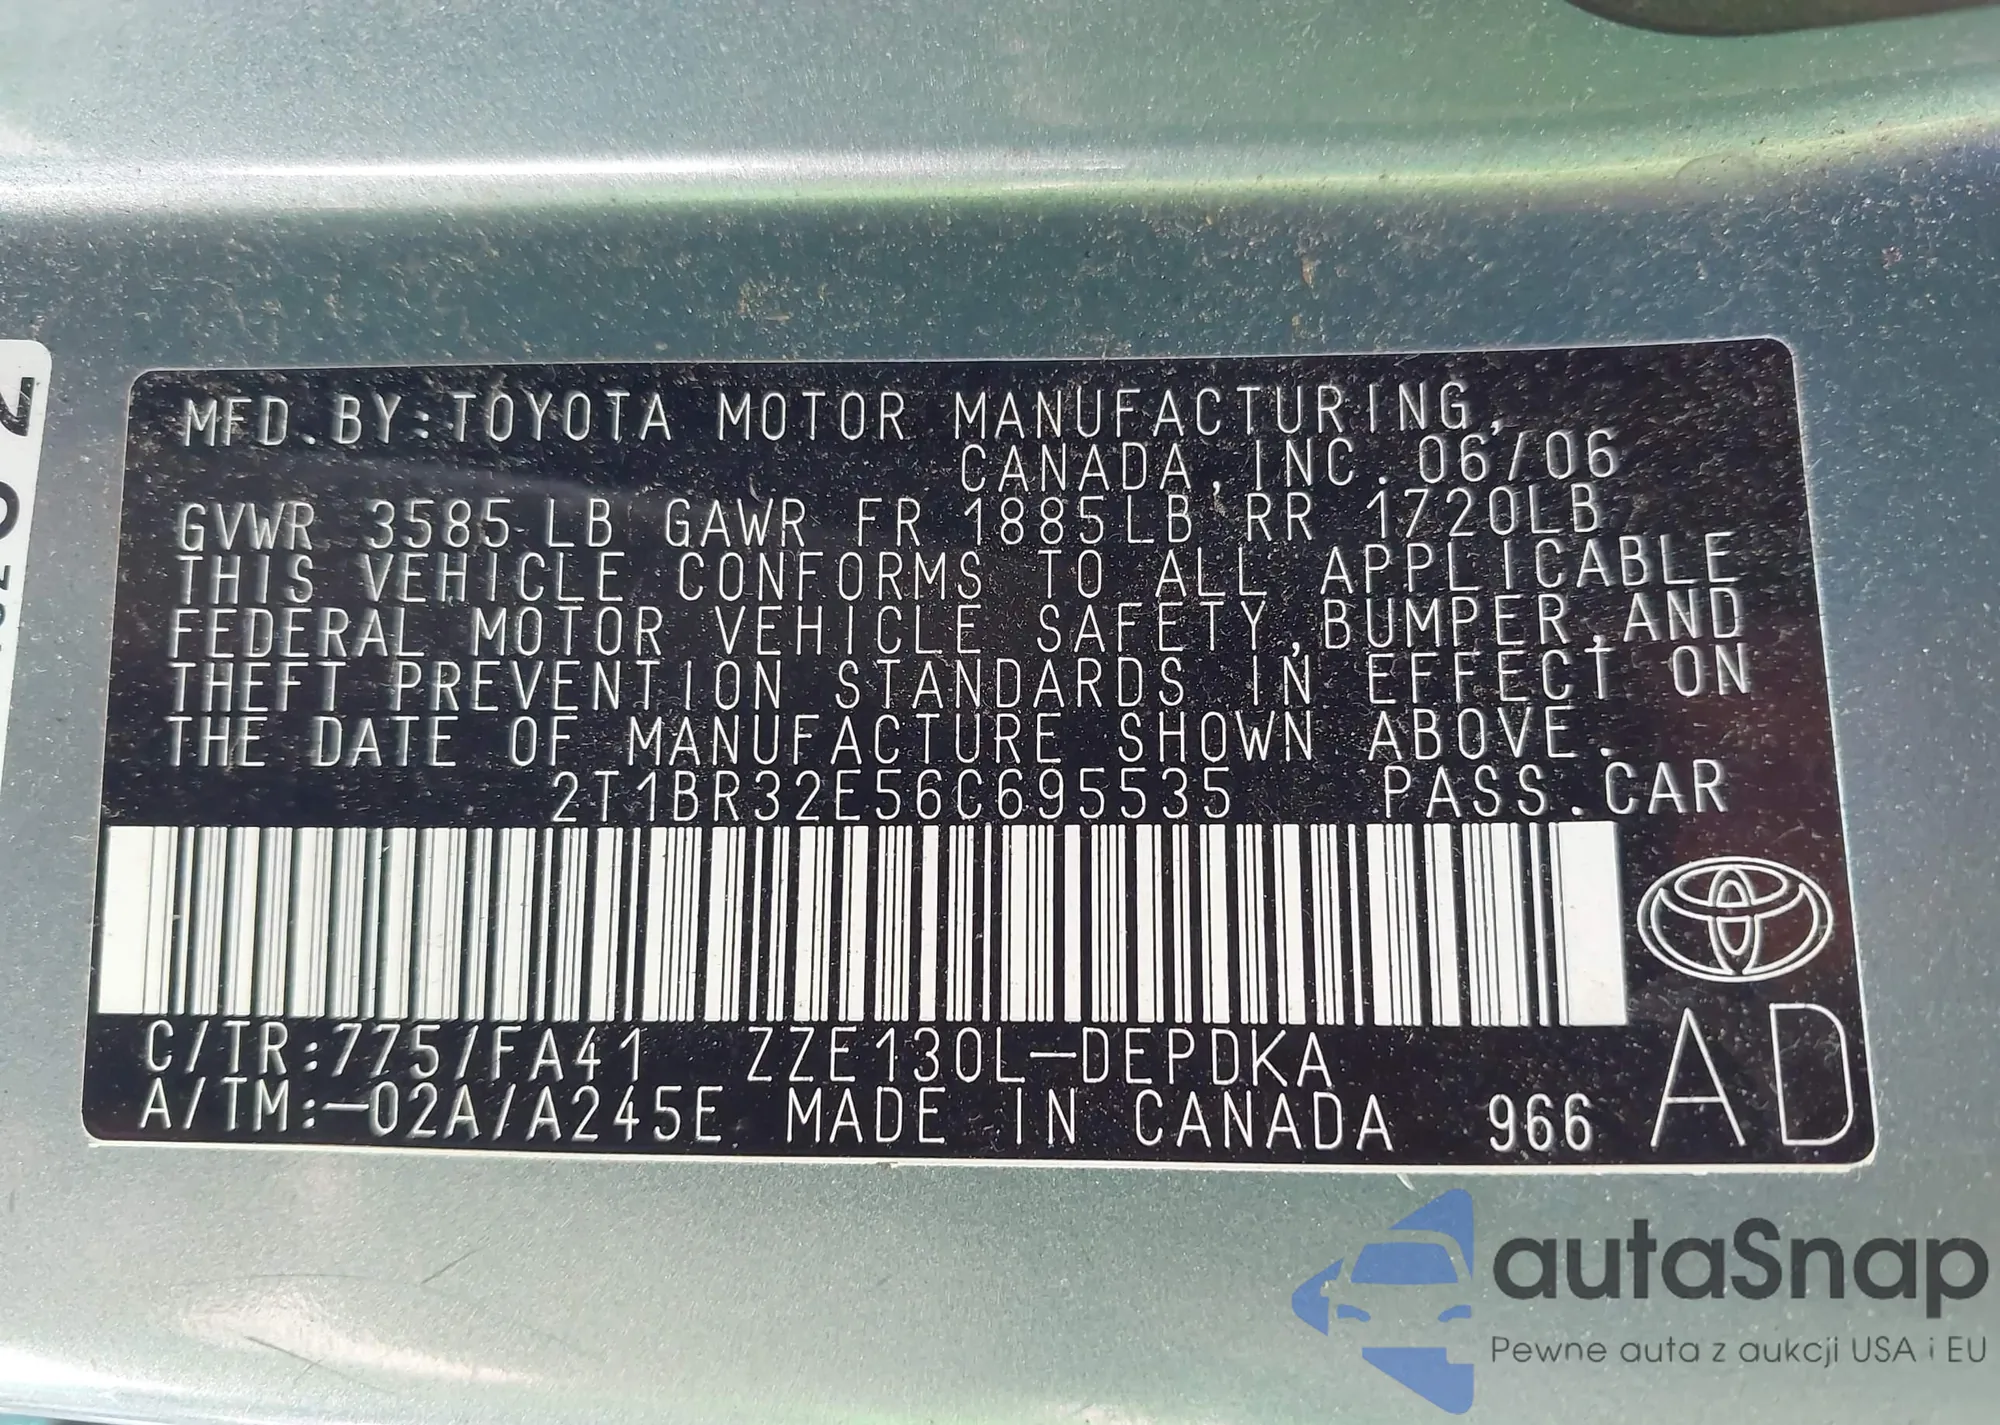 MFD. BY: TOYOTA MOTOR MANUFACTURING,
CANADA, INC. 06/06
GVWR 3585 LB GAWR FR 1885LB RR 1720LB
THIS VEHICLE CONFORMS TO ALL APPLICABLE
FEDERAL MOTOR VEHICLE SAFETY, BUMPER, AND
THEFT PREVENTION STANDARDS IN EFFECT ON
THE DATE OF MANUFACTURE SHOWN ABOVE.
2T1BR32E56C695535 PASS. CAR
C/TR:775/FA41 ZZE130L-DEPDKA
A/TM:-02A/A245E MADE IN CANADA 966 AD
autaSnap
Pewne auta z aukcji USA i EU